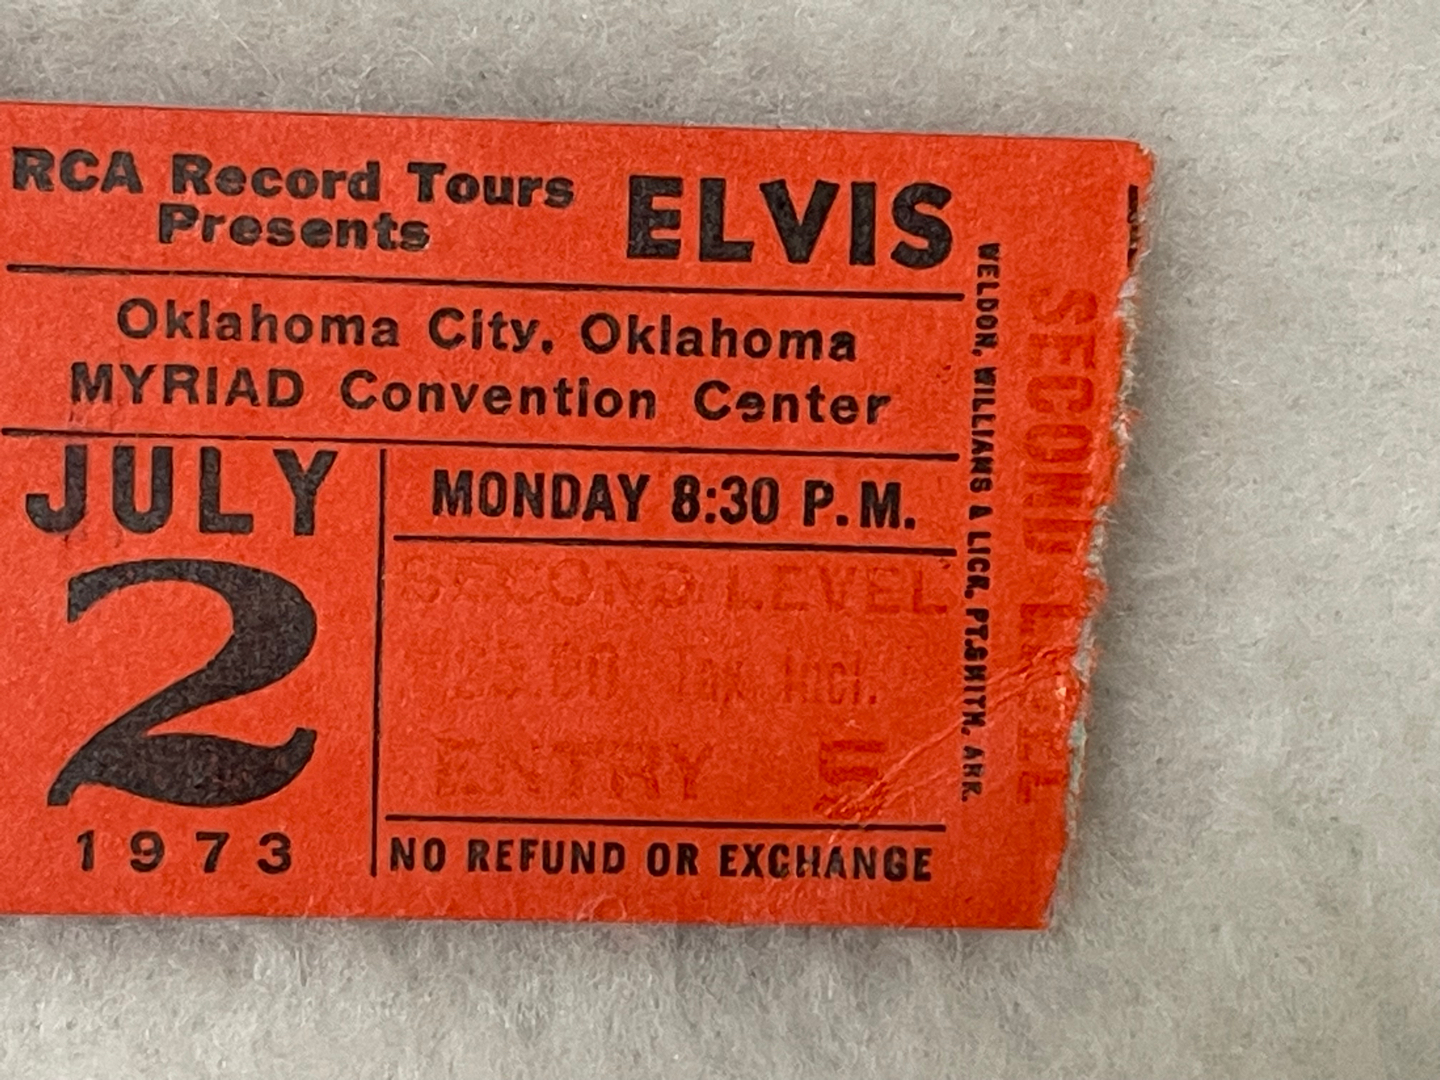 RCA Record Tours
Presents
ELVIS
Oklahoma City, Oklahoma
MYRIAD Convention Center
JULY
2
1973
MONDAY 8:30 P.M.
SECOND LEVEL
Tax Incl.
ENTRY 5
NO REFUND OR EXCHANGE
WELDON, WILLIAMS & LICK, FT.SMITH, ARK.
SECOND LEVEL